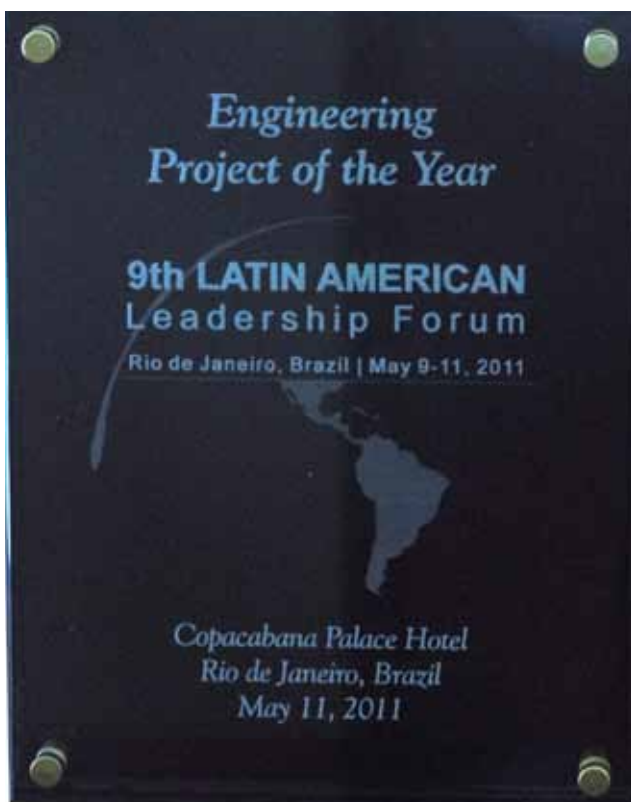 Engineering
Project of the Year
9th LATIN AMERICAN
Leadership Forum
Rio de Janeiro, Brazil | May 9-11, 2011
Copacabana Palace Hotel
Rio de Janeiro, Brazil
May 11, 2011